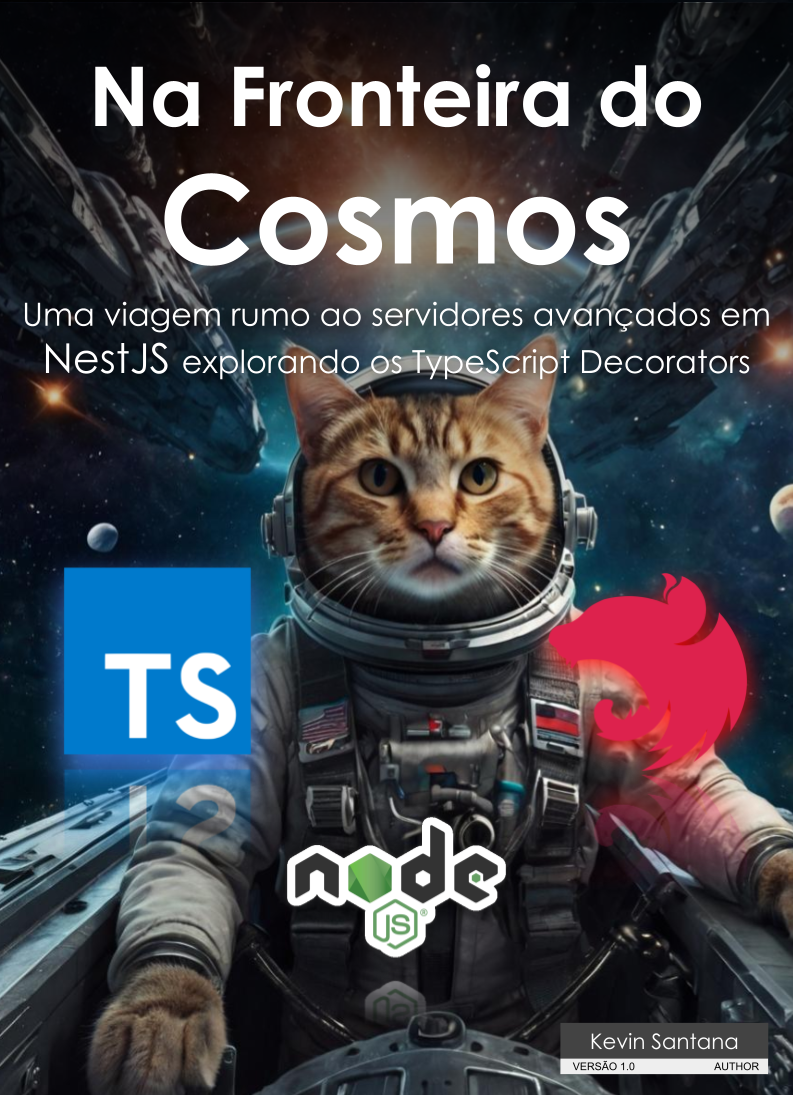 Na Fronteira do
Cosmos
Uma viagem rumo ao servidores avançados em
NestJS explorando os TypeScript Decorators
TS
node
JS®
Kevin Santana
VERSÃO 1.0 AUTHOR